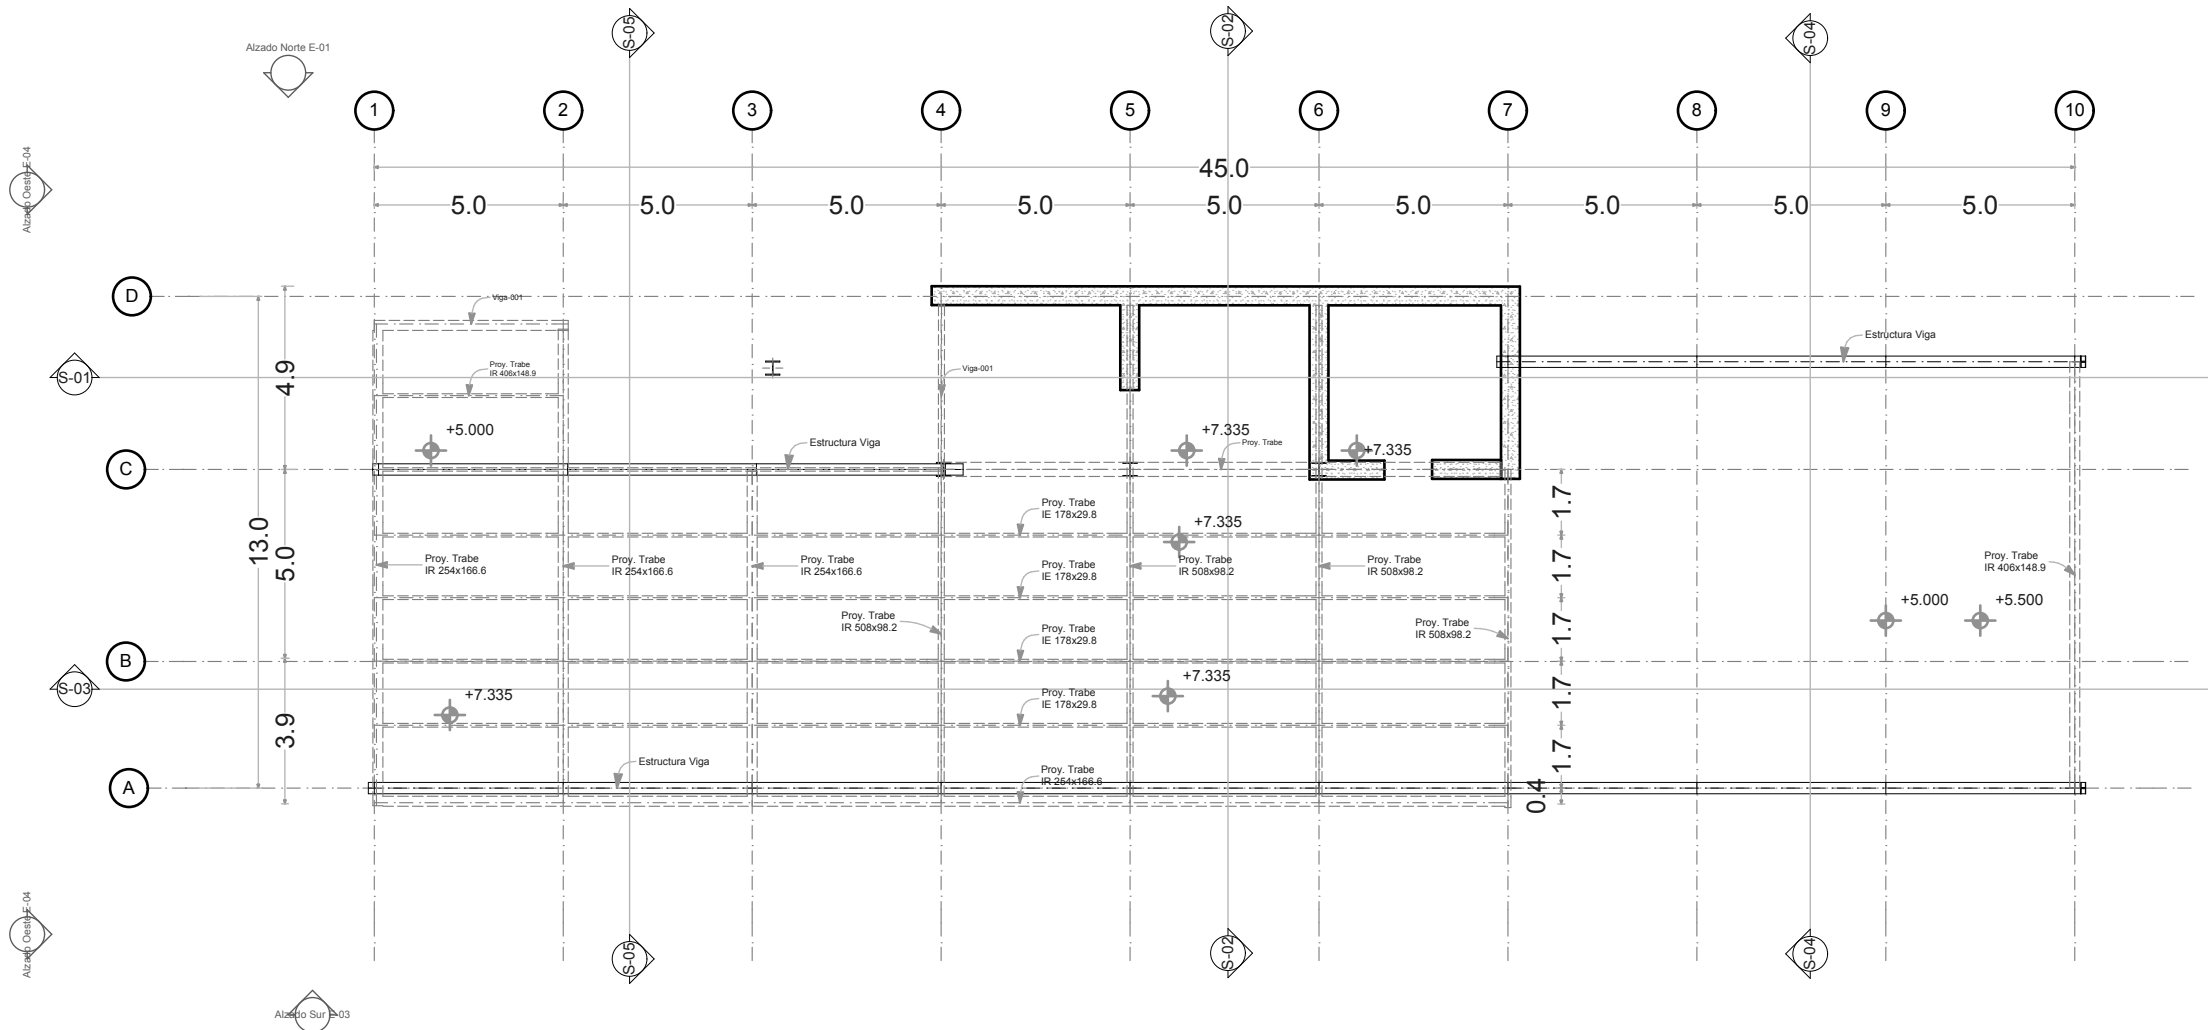 S-05
S-02
S-04
Alzado Norte E-01
1
2
3
4
5
6
7
8
9
10
Alzado Oeste E-04
45.0
5.0
5.0
5.0
5.0
5.0
5.0
5.0
5.0
5.0
D
Viga-001
Estructura Viga
Proy. Trabe
IR 406x148.9
Viga-001
S-01
4.9
+5.000
+7.335
Estructura Viga
Proy. Trabe
+7.335
C
Proy. Trabe
IE 178x29.8
1.7
+7.335
13.0
5.0
Proy. Trabe
IR 254x166.6
Proy. Trabe
IR 254x166.6
Proy. Trabe
IR 254x166.6
Proy. Trabe
IE 178x29.8
Proy. Trabe
IR 508x98.2
Proy. Trabe
IR 508x98.2
1.7
Proy. Trabe
IR 406x148.9
+5.000
+5.500
Proy. Trabe
IR 508x98.2
Proy. Trabe
IE 178x29.8
Proy. Trabe
IR 508x98.2
1.7
B
S-03
+7.335
+7.335
Proy. Trabe
IE 178x29.8
1.7
3.9
Estructura Viga
Proy. Trabe
IR 254x166.6
1.7
0.4
A
Alzado Oeste E-04
S-05
S-02
S-04
Alzado Sur E-03